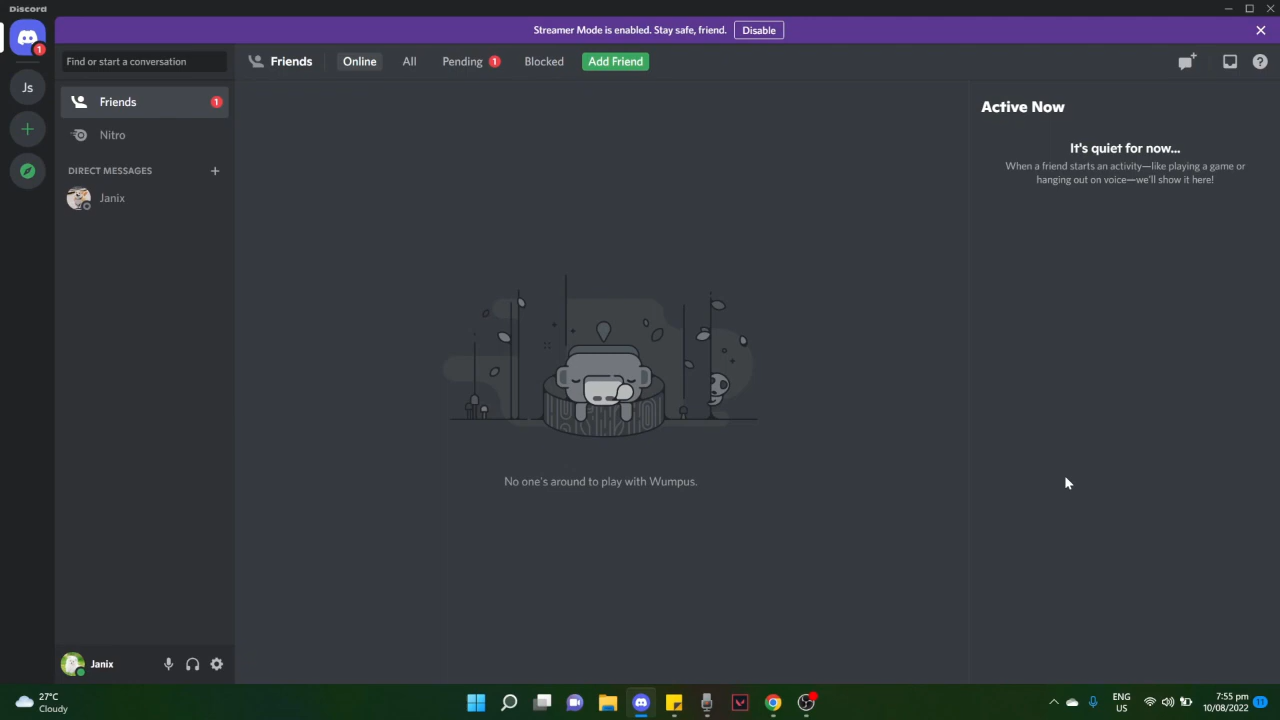 Discord
Streamer Mode is enabled. Stay safe, friend.
Disable
1
Find or start a conversation
Friends
Online
All
Pending
1
Blocked
Add Friend
Js
Friends
1
Nitro
DIRECT MESSAGES
Janix
Active Now
It's quiet for now...
When a friend starts an activity—like playing a game or
hanging out on voice—we'll show it here!
No one's around to play with Wumpus.
Janix
27°C
Cloudy
ENG
US
7:55 pm
10/08/2022
11